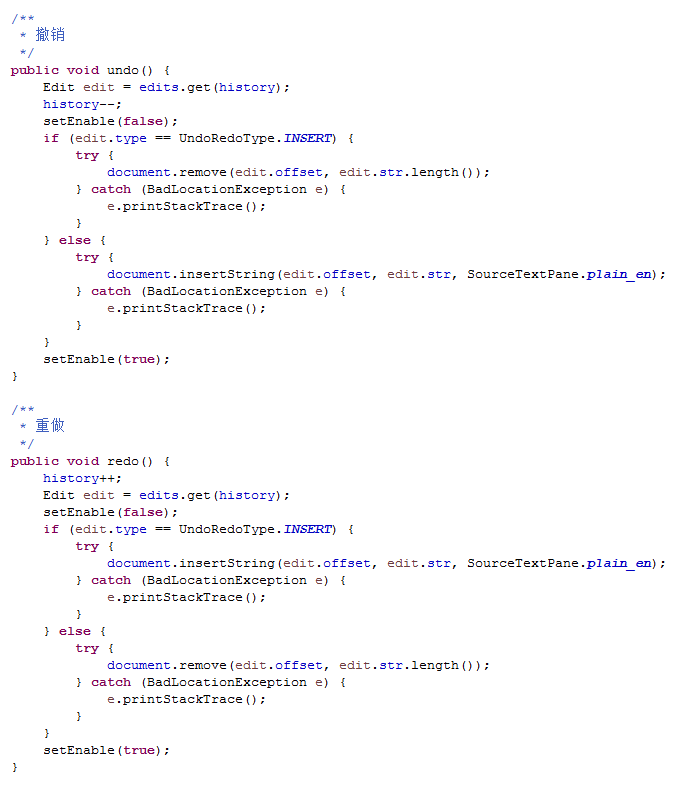 /**
 * 撤销
 */
public void undo() {
    Edit edit = edits.get(history);
    history--;
    setEnable(false);
    if (edit.type == UndoRedoType.INSERT) {
        try {
            document.remove(edit.offset, edit.str.length());
        } catch (BadLocationException e) {
            e.printStackTrace();
        }
    } else {
        try {
            document.insertString(edit.offset, edit.str, SourceTextPane.plain_en);
        } catch (BadLocationException e) {
            e.printStackTrace();
        }
    }
    setEnable(true);
}

/**
 * 重做
 */
public void redo() {
    history++;
    Edit edit = edits.get(history);
    setEnable(false);
    if (edit.type == UndoRedoType.INSERT) {
        try {
            document.insertString(edit.offset, edit.str, SourceTextPane.plain_en);
        } catch (BadLocationException e) {
            e.printStackTrace();
        }
    } else {
        try {
            document.remove(edit.offset, edit.str.length());
        } catch (BadLocationException e) {
            e.printStackTrace();
        }
    }
    setEnable(true);
}